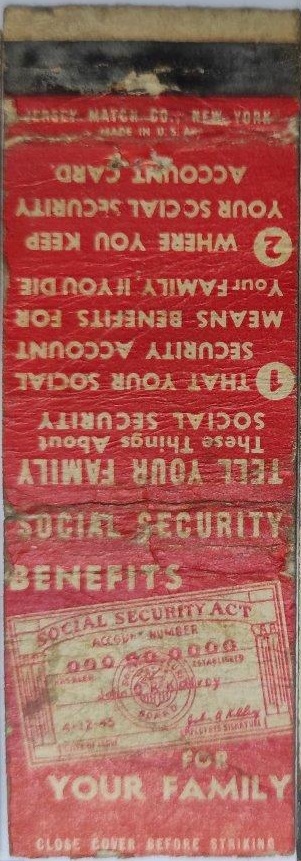 JERSEY MATCH CO., NEW YORK
MADE IN U.S.A.
TELL YOUR FAMILY
These Things About
SOCIAL SECURITY
1 THAT YOUR SOCIAL
SECURITY ACCOUNT
MEANS BENEFITS FOR
Your FAMILY, IF YOU DIE
2 WHERE YOU KEEP
YOUR SOCIAL SECURITY
ACCOUNT CARD
SOCIAL SECURITY
BENEFITS
SOCIAL SECURITY ACT
ACCOUNT NUMBER
000 00 0000
ESTABLISHED
BOARD
FOR
YOUR FAMILY
CLOSE COVER BEFORE STRIKING